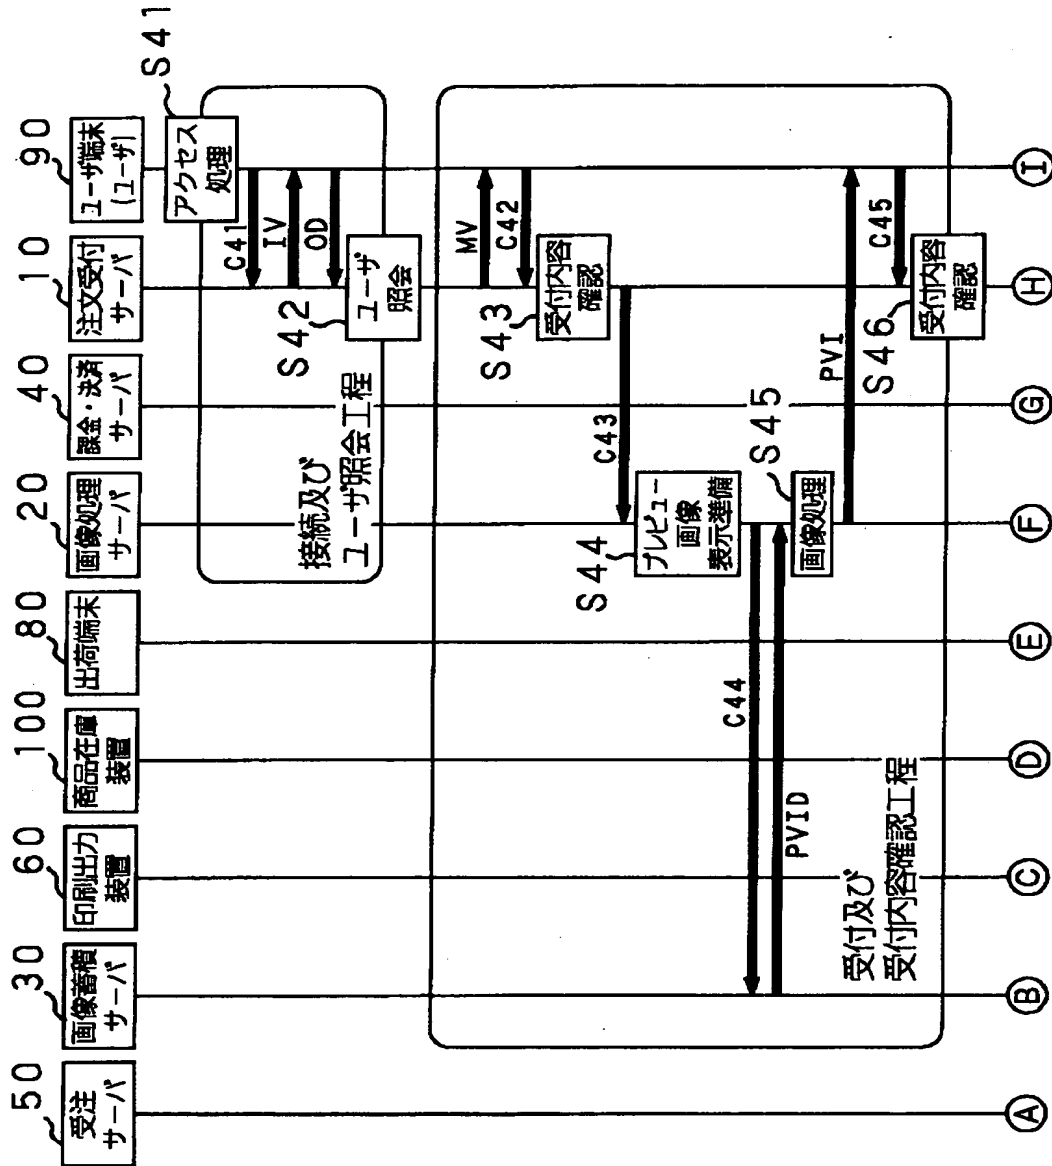 50
受注
サーバ
30
画像蓄積
サーバ
60
印刷出力
装置
100
商品在庫
装置
80
出荷端末
20
画像処理
サーバ
40
課金・決済
サーバ
10
注文受付
サーバ
90
ユーザ端末
(ユーザ)
S41
アクセス
処理
C41
IV
OD
S42
ユーザ
照会
接続及び
ユーザ照会工程
MV
C42
S43
受付内容
確認
C43
S44
プレビュー
画像
表示準備
C44
PVID
S45
画像処理
PVI
C45
S46
受付内容
確認
受付及び
受付内容確認工程
A
B
C
D
E
F
G
H
I